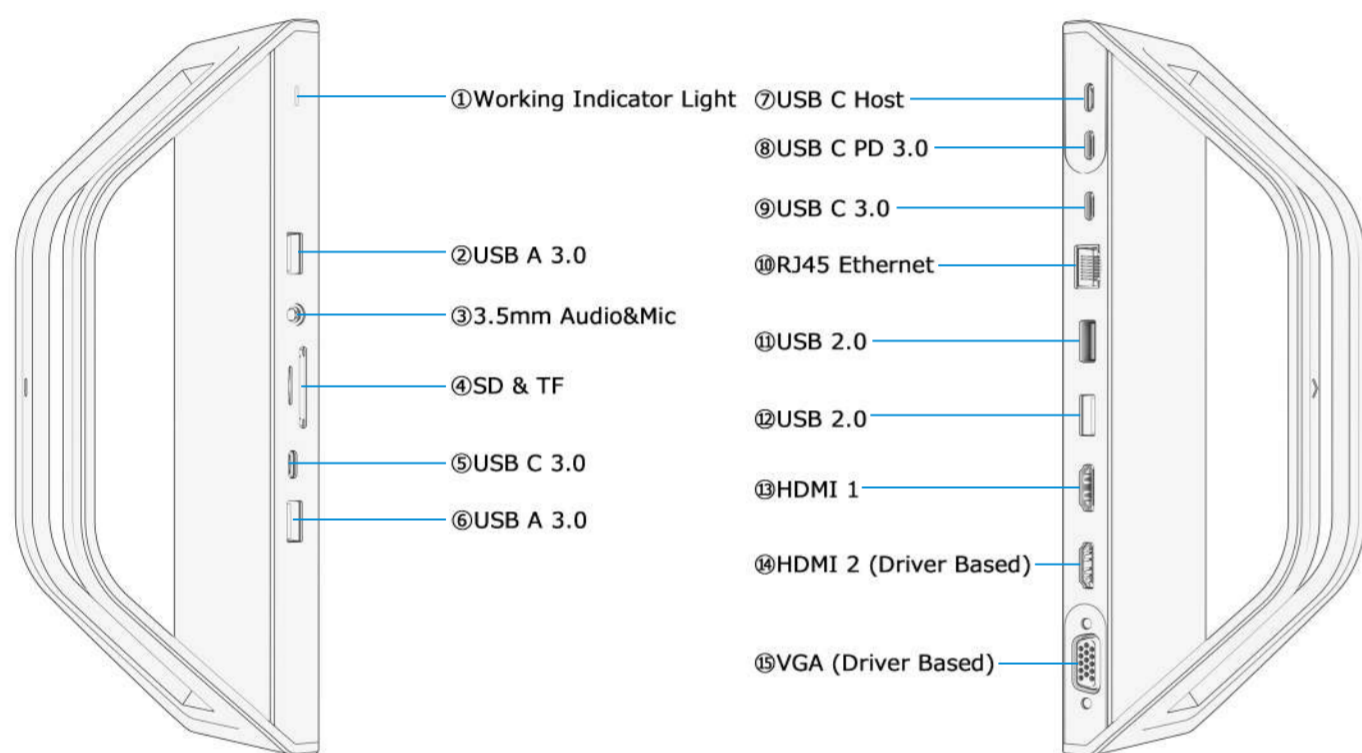 ①Working Indicator Light
②USB A 3.0
③3.5mm Audio&Mic
④SD & TF
⑤USB C 3.0
⑥USB A 3.0
⑦USB C Host
⑧USB C PD 3.0
⑨USB C 3.0
⑩RJ45 Ethernet
⑪USB 2.0
⑫USB 2.0
⑬HDMI 1
⑭HDMI 2 (Driver Based)
⑮VGA (Driver Based)